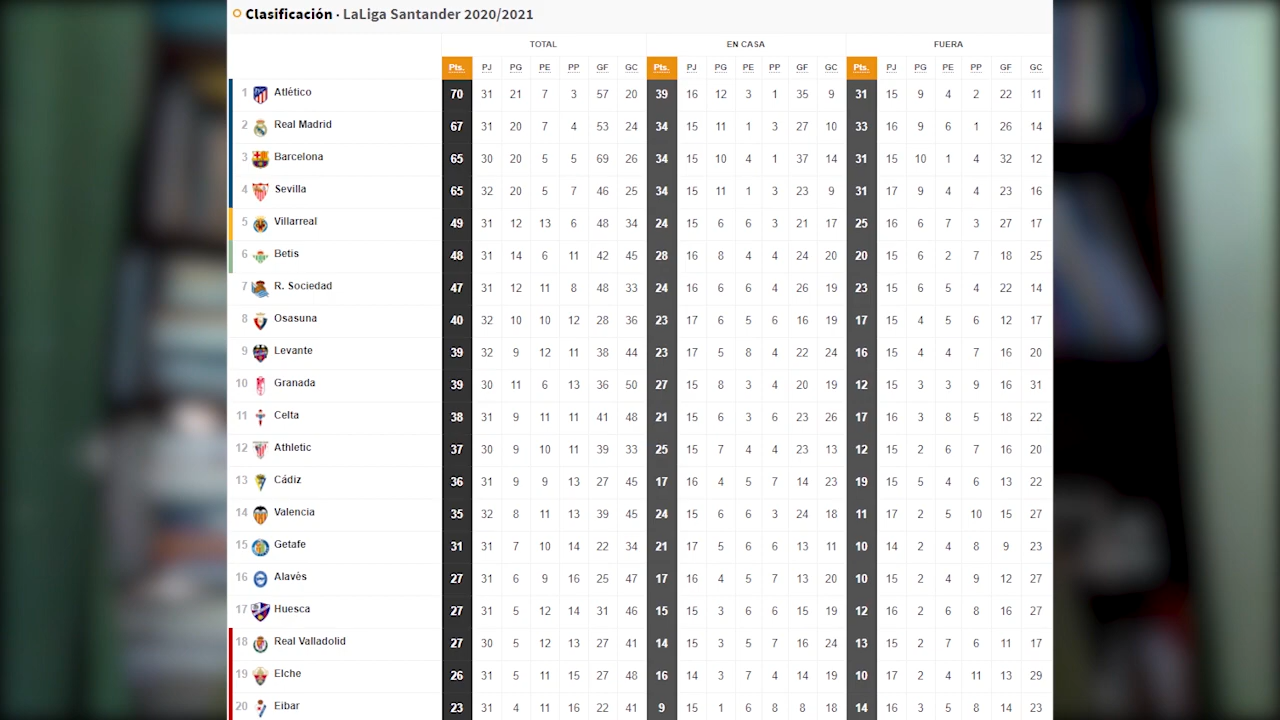 Clasificación · LaLiga Santander 2020/2021
TOTAL EN CASA FUERA
Pts. PJ PG PE PP GF GC Pts. PJ PG PE PP GF GC Pts. PJ PG PE PP GF GC
1 Atlético 70 31 21 7 3 57 20 39 16 12 3 1 35 9 31 15 9 4 2 22 11
2 Real Madrid 67 31 20 7 4 53 24 34 15 11 1 3 27 10 33 16 9 6 1 26 14
3 Barcelona 65 30 20 5 5 69 26 34 15 10 4 1 37 14 31 15 10 1 4 32 12
4 Sevilla 65 32 20 5 7 46 25 34 15 11 1 3 23 9 31 17 9 4 4 23 16
5 Villarreal 49 31 12 13 6 48 34 24 15 6 6 3 21 17 25 16 6 7 3 27 17
6 Betis 48 31 14 6 11 42 45 28 16 8 4 4 24 20 20 15 6 2 7 18 25
7 R. Sociedad 47 31 12 11 8 48 33 24 16 6 6 4 26 19 23 15 6 5 4 22 14
8 Osasuna 40 32 10 10 12 28 36 23 17 6 5 6 16 19 17 15 4 5 6 12 17
9 Levante 39 32 9 12 11 38 44 23 17 5 8 4 22 24 16 15 4 4 7 16 20
10 Granada 39 30 11 6 13 36 50 27 15 8 3 4 20 19 12 15 3 3 9 16 31
11 Celta 38 31 9 11 11 41 48 21 15 6 3 6 23 26 17 16 3 8 5 18 22
12 Athletic 37 30 9 10 11 39 33 25 15 7 4 4 23 13 12 15 2 6 7 16 20
13 Cádiz 36 31 9 9 13 27 45 17 16 4 5 7 14 23 19 15 5 4 6 13 22
14 Valencia 35 32 8 11 13 39 45 24 15 6 6 3 24 18 11 17 2 5 10 15 27
15 Getafe 31 31 7 10 14 22 34 21 17 5 6 6 13 11 10 14 2 4 8 9 23
16 Alavés 27 31 6 9 16 25 47 17 16 4 5 7 13 20 10 15 2 4 9 12 27
17 Huesca 27 31 5 12 14 31 46 15 15 3 6 6 15 19 12 16 2 6 8 16 27
18 Real Valladolid 27 30 5 12 13 27 41 14 15 3 5 7 16 24 13 15 2 7 6 11 17
19 Elche 26 31 5 11 15 27 48 16 14 3 7 4 14 19 10 17 2 4 11 13 29
20 Eibar 23 31 4 11 16 22 41 9 15 1 6 8 8 18 14 16 3 5 8 14 23